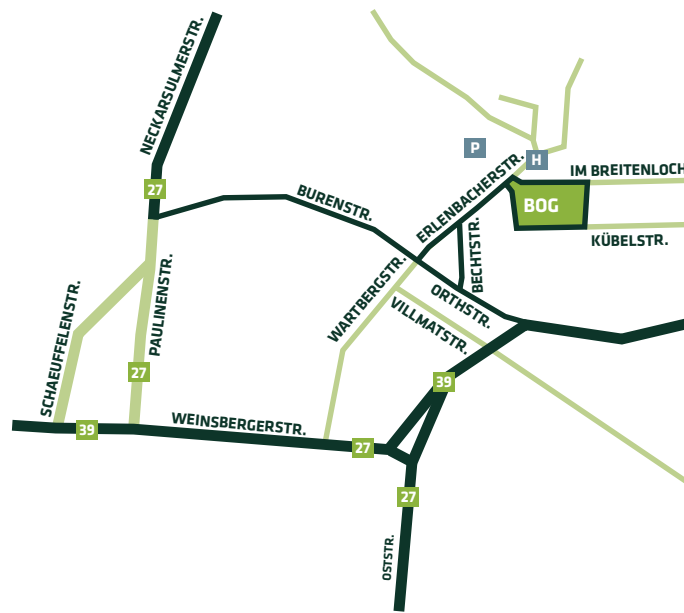 NECKARSULMERSTR.
P
H
ERLENBACHERSTR.
IM BREITENLOCH
27
BURENSTR.
BOG
KÜBELSTR.
BECHTSTR.
WARTBERGSTR.
ORTHSTR.
VILLMATSTR.
PAULINENSTR.
SCHAEUFFELENSTR.
27
39
39
WEINSBERGERSTR.
27
27
OSTSTR.